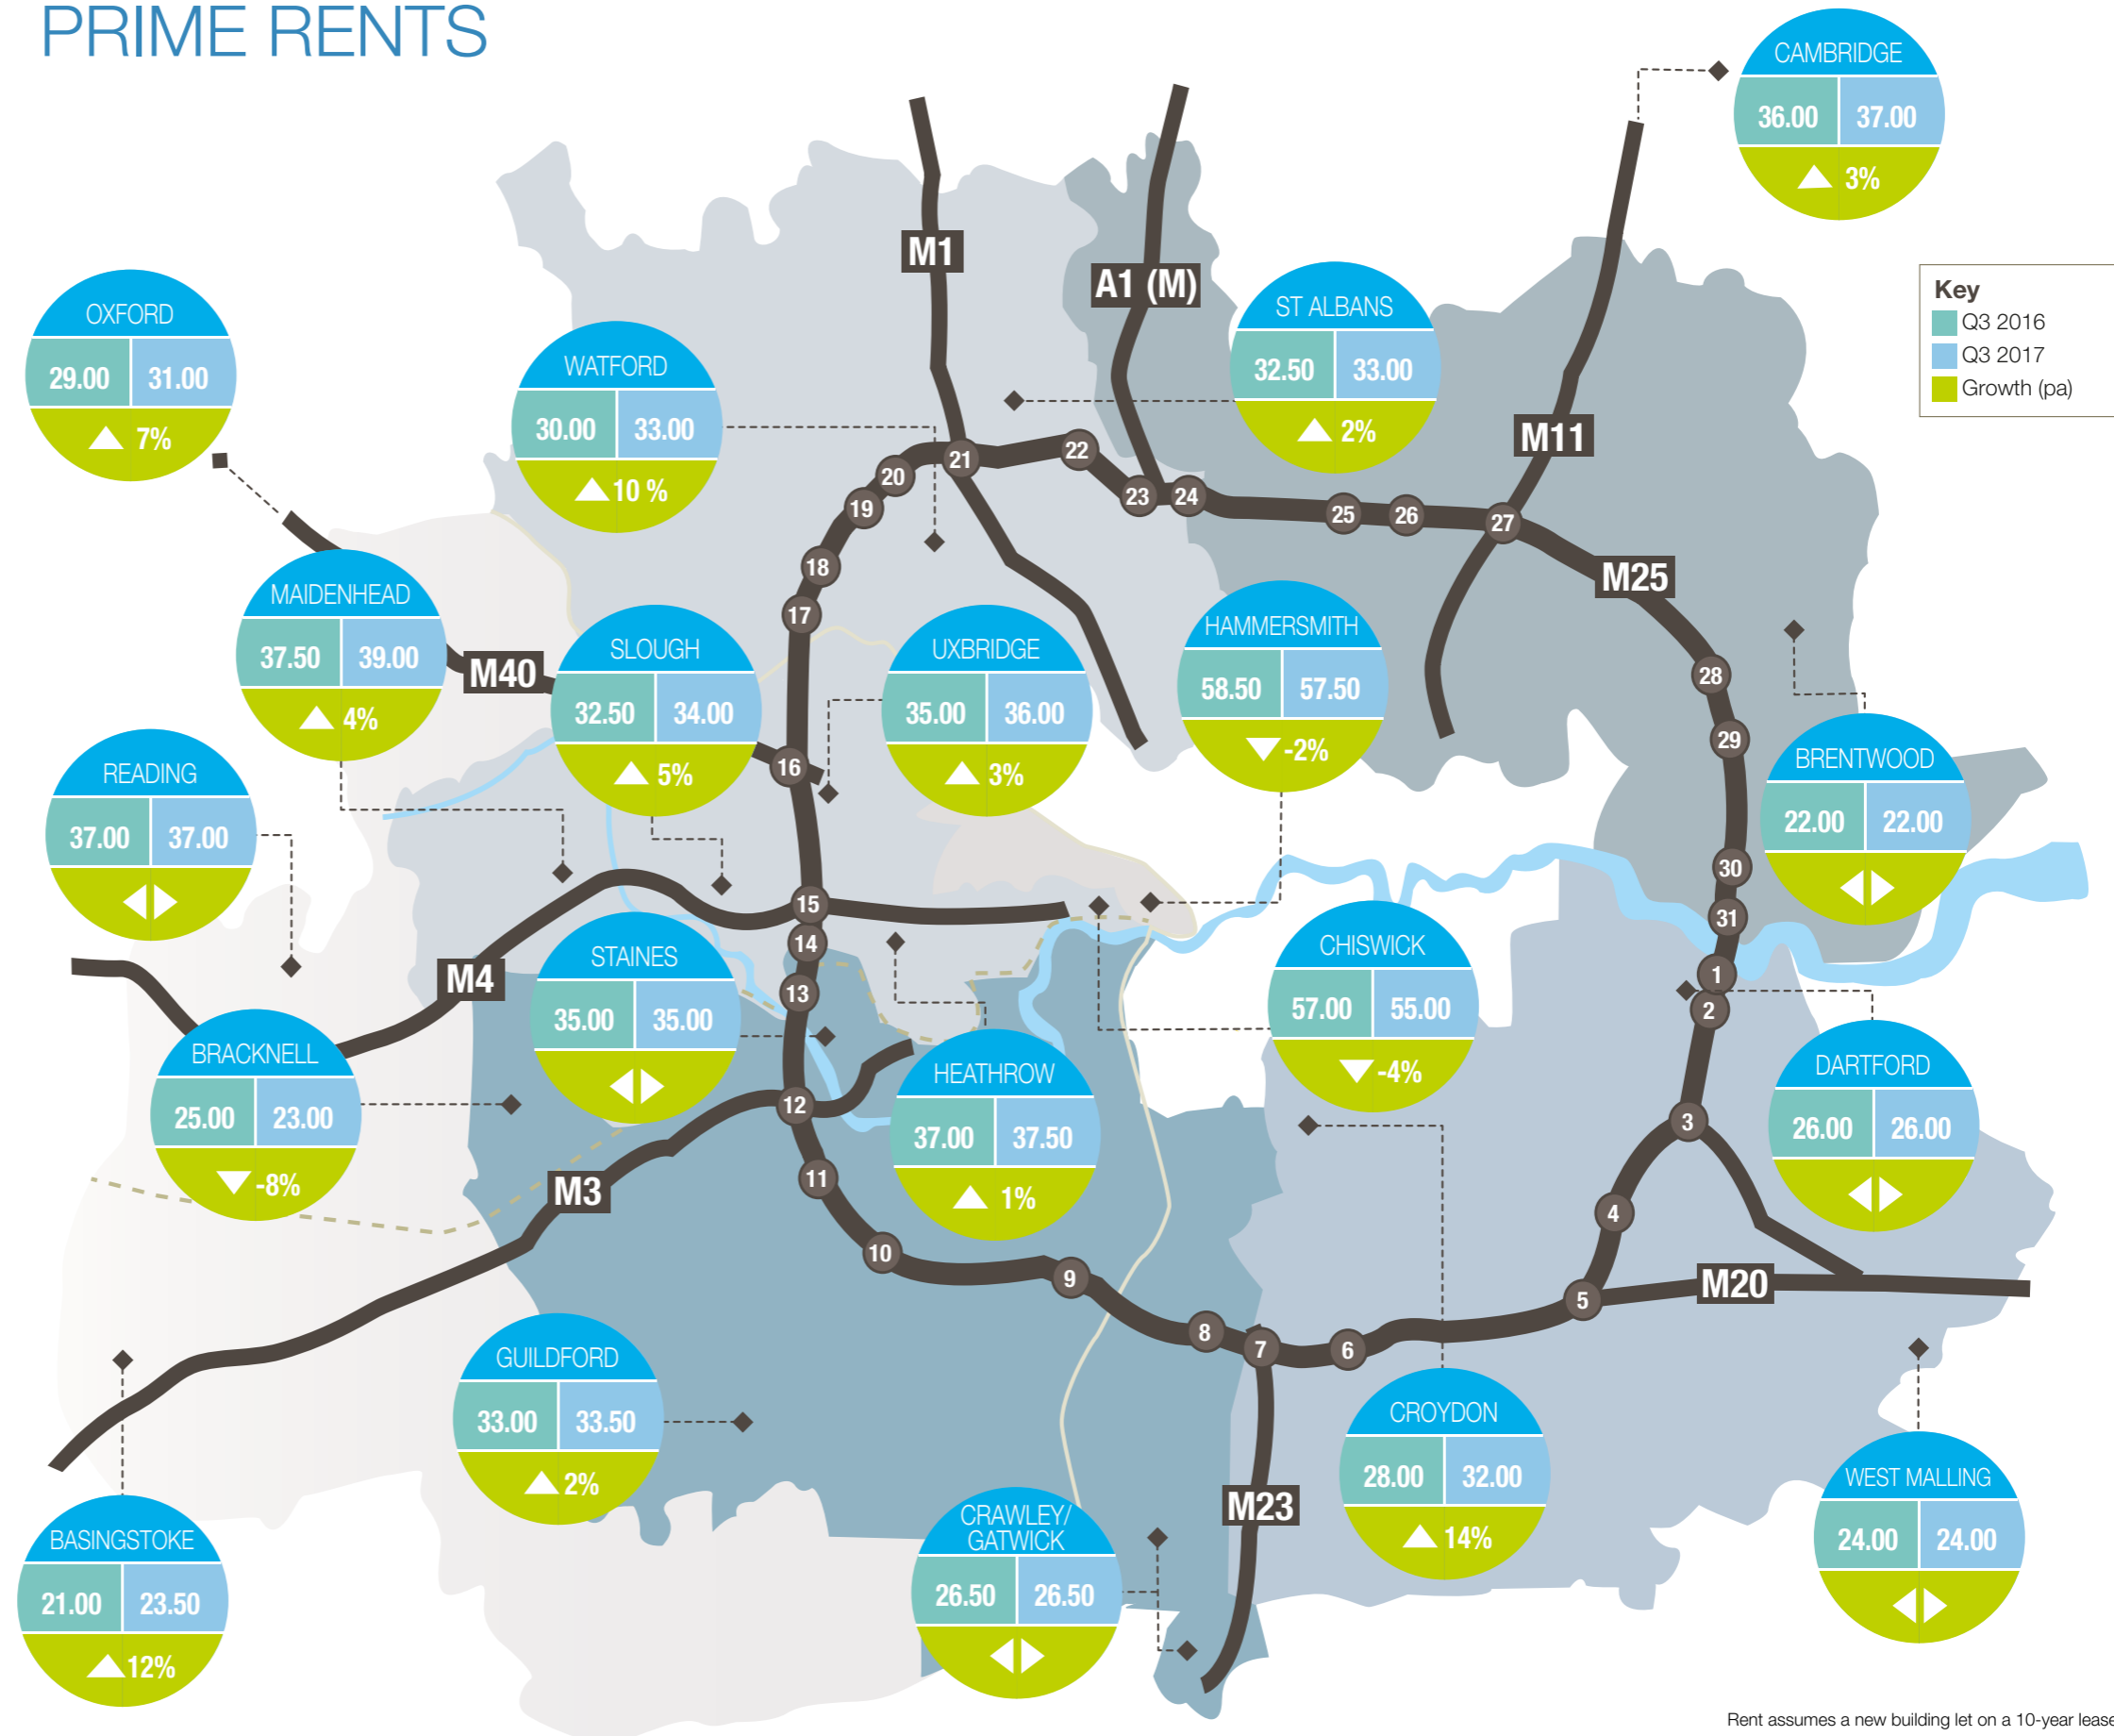 PRIME RENTS
CAMBRIDGE
36.00 37.00
3%
Key
Q3 2016
Q3 2017
Growth (pa)
M1
A1 (M)
OXFORD
29.00 31.00
7%
WATFORD
30.00 33.00
10 %
ST ALBANS
32.50 33.00
2%
M11
21
22
20
19
23
24
25
26
27
18
17
M25
MAIDENHEAD
37.50 39.00
4%
M40
SLOUGH
32.50 34.00
5%
UXBRIDGE
35.00 36.00
3%
HAMMERSMITH
58.50 57.50
-2%
28
29
16
READING
37.00 37.00
BRENTWOOD
22.00 22.00
30
31
15
14
13
M4
STAINES
35.00 35.00
CHISWICK
57.00 55.00
-4%
1
2
BRACKNELL
25.00 23.00
-8%
HEATHROW
37.00 37.50
1%
DARTFORD
26.00 26.00
12
3
11
M3
4
10
9
M20
5
8
7
6
GUILDFORD
33.00 33.50
2%
CROYDON
28.00 32.00
14%
M23
WEST MALLING
24.00 24.00
BASINGSTOKE
21.00 23.50
12%
CRAWLEY/
GATWICK
26.50 26.50
Rent assumes a new building let on a 10-year lease